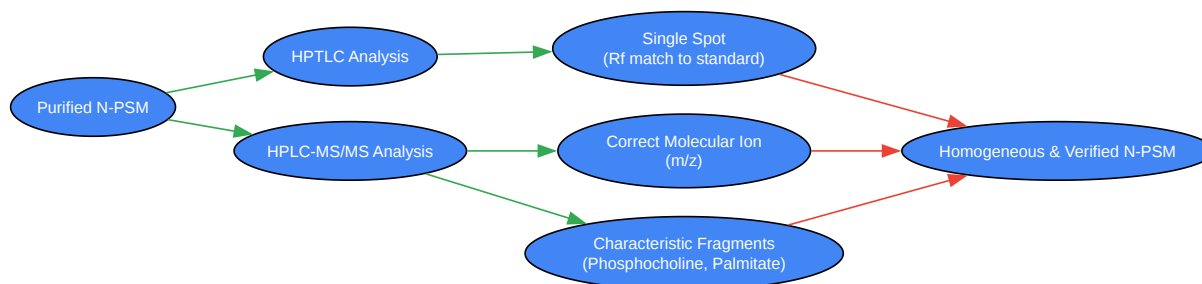 Purified N-PSM
HPTLC Analysis
HPLC-MS/MS Analysis
Single Spot
(Rf match to standard)
Correct Molecular Ion
(m/z)
Characteristic Fragments
(Phosphocholine, Palmitate)
Homogeneous & Verified N-PSM